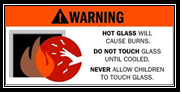 WARNING
HOT GLASS WILL
CAUSE BURNS.
DO NOT TOUCH GLASS
UNTIL COOLED.
NEVER ALLOW CHILDREN
TO TOUCH GLASS.